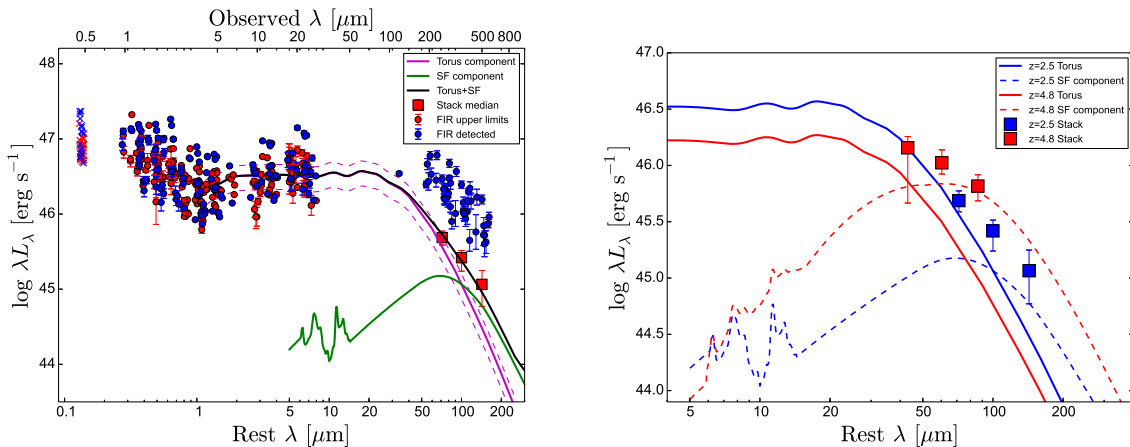 Observed λ [μm]
0.5 1 4 5 10 20 50 100 200 500 800
48
47
46
45
44
log λL_λ [erg s⁻¹]
Torus component
SF component
Torus+SF
Stack median
FIR upper limits
FIR detected
0.1 1 5 10 20 50 100 200
Rest λ [μm]
47.0
46.5
46.0
45.5
45.0
44.5
44.0
log λL_λ [erg s⁻¹]
z=2.5 Torus
z=2.5 SF component
z=4.8 Torus
z=4.8 SF component
z=2.5 Stack
z=4.8 Stack
5 10 20 50 100 200
Rest λ [μm]